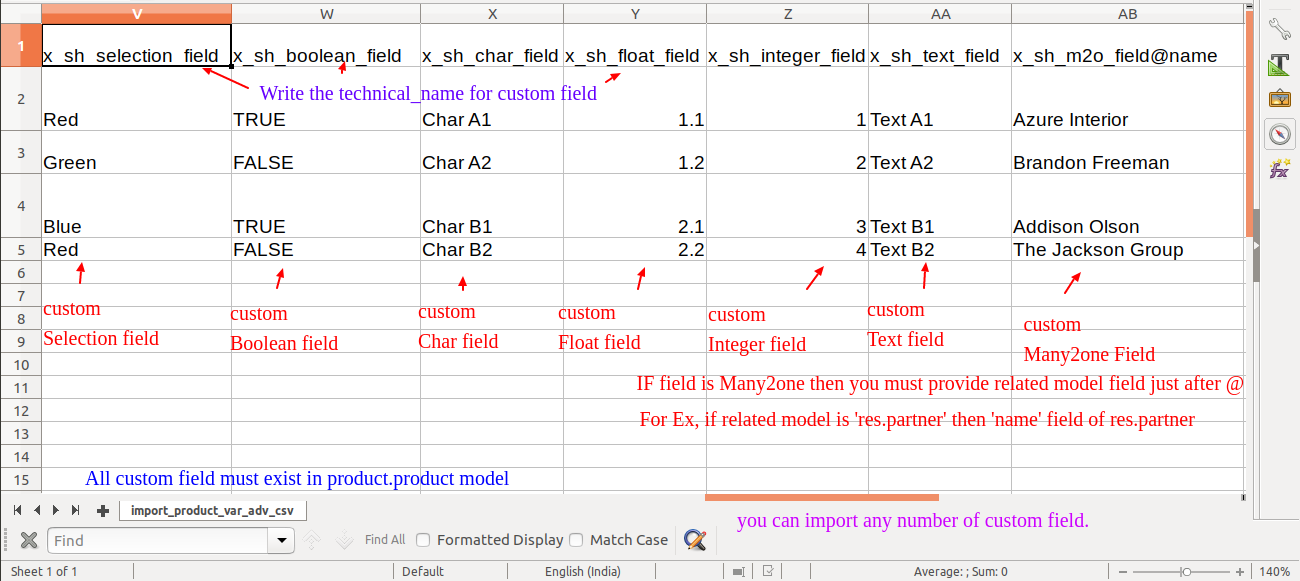 V W X Y Z AA AB
1 x_sh_selection_field x_sh_boolean_field x_sh_char_field x_sh_float_field x_sh_integer_field x_sh_text_field x_sh_m2o_field@name
Write the technical_name for custom field
2 Red TRUE Char A1 1.1 1 Text A1 Azure Interior
3 Green FALSE Char A2 1.2 2 Text A2 Brandon Freeman
4 Blue TRUE Char B1 2.1 3 Text B1 Addison Olson
5 Red FALSE Char B2 2.2 4 Text B2 The Jackson Group
6
7
8
9
10
11
12
13
14
15
custom
Selection field
custom
Boolean field
custom
Char field
custom
Float field
custom
Integer field
custom
Text field
custom
Many2one Field
IF field is Many2one then you must provide related model field just after @
For Ex, if related model is 'res.partner' then 'name' field of res.partner
All custom field must exist in product.product model
import_product_var_adv_csv
you can import any number of custom field.
Find Find All Formatted Display Match Case
Sheet 1 of 1 Default English (India) Average: ; Sum: 0 140%